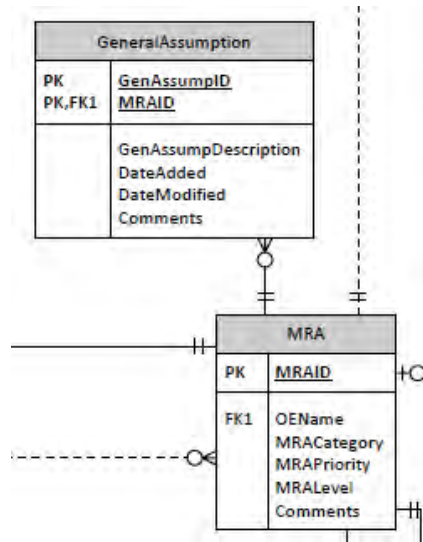 GeneralAssumption
PK GenAssumpID
PK,FK1 MRAID
GenAssumpDescription
DateAdded
DateModified
Comments
MRA
PK MRAID
FK1 OEName
MRACategory
MRAPriority
MRALevel
Comments